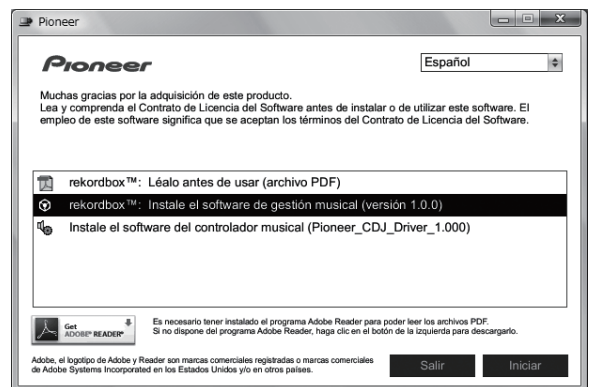 Pioneer
Pioneer
Español
Muchas gracias por la adquisición de este producto.
Lea y comprenda el Contrato de Licencia del Software antes de instalar o de utilizar este software. El
empleo de este software significa que se aceptan los términos del Contrato de Licencia del Software.
rekordbox™: Léalo antes de usar (archivo PDF)
rekordbox™: Instale el software de gestión musical (versión 1.0.0)
Instale el software del controlador musical (Pioneer_CDJ_Driver_1.000)
Get
ADOBE® READER®
Es necesario tener instalado el programa Adobe Reader para poder leer los archivos PDF.
Si no dispone del programa Adobe Reader, haga clic en el botón de la izquierda para descargarlo.
Adobe, el logotipo de Adobe y Reader son marcas comerciales registradas o marcas comerciales
de Adobe Systems Incorporated en los Estados Unidos y/o en otros países.
Salir
Iniciar